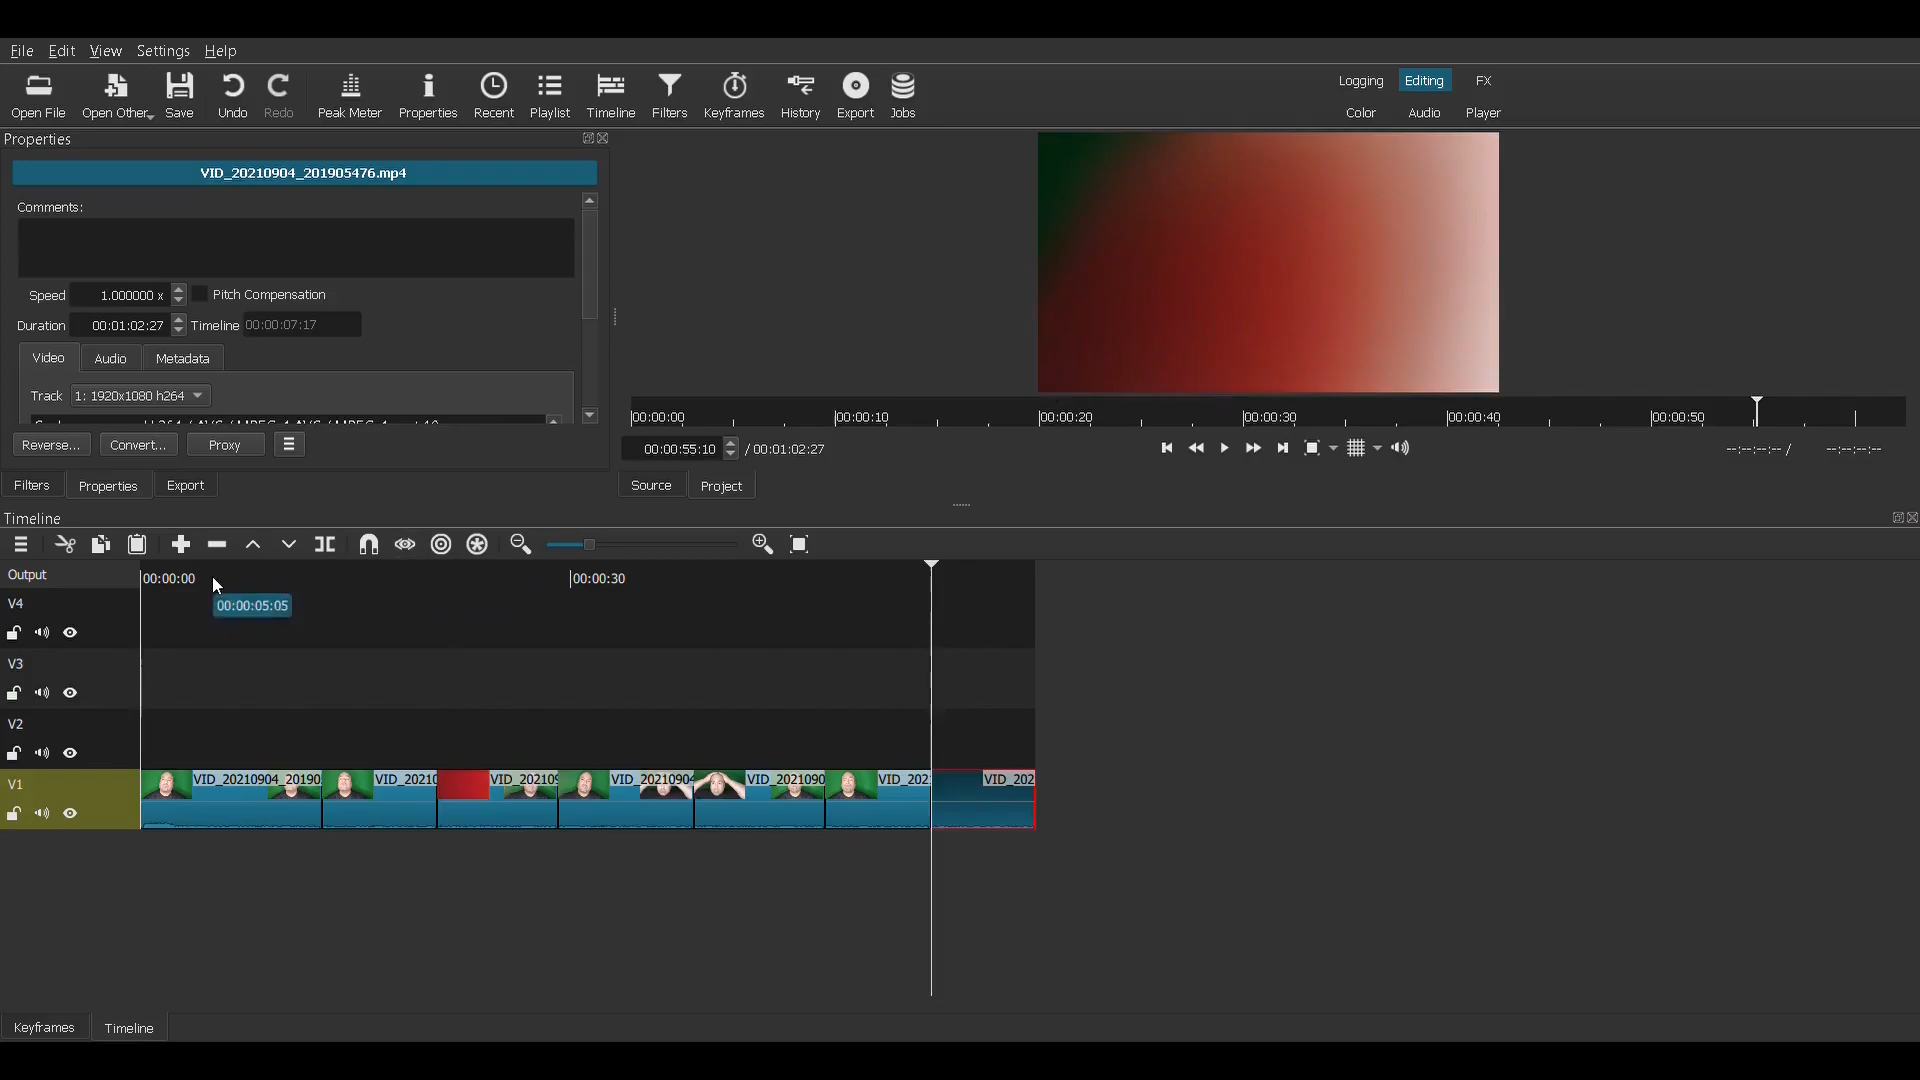 File Edit View Settings Help
Open File Open Other Save Undo Redo Peak Meter Properties Recent Playlist Timeline Filters Keyframes History Export Jobs
Logging Editing FX
Color Audio Player
Properties
VID_20210904_201905476.mp4
Comments:
Speed 1.000000 x Pitch Compensation
Duration 00:01:02:27 Timeline 00:00:07:17
Video Audio Metadata
Track 1: 1920x1080 h264
Reverse... Convert... Proxy
Filters Properties Export
00:00:00 00:00:10 00:00:20 00:00:30 00:00:40 00:00:50
00:00:55:10 / 00:01:02:27 --:--:--:-- / --:--:--:--
Source Project
Timeline
Output 00:00:00 00:00:30
00:00:05:05
V4
V3
V2
V1
VID_20210904_20190 VID_2021 VID_20210 VID_2021090 VID_202109 VID_202 VID_202
Keyframes Timeline